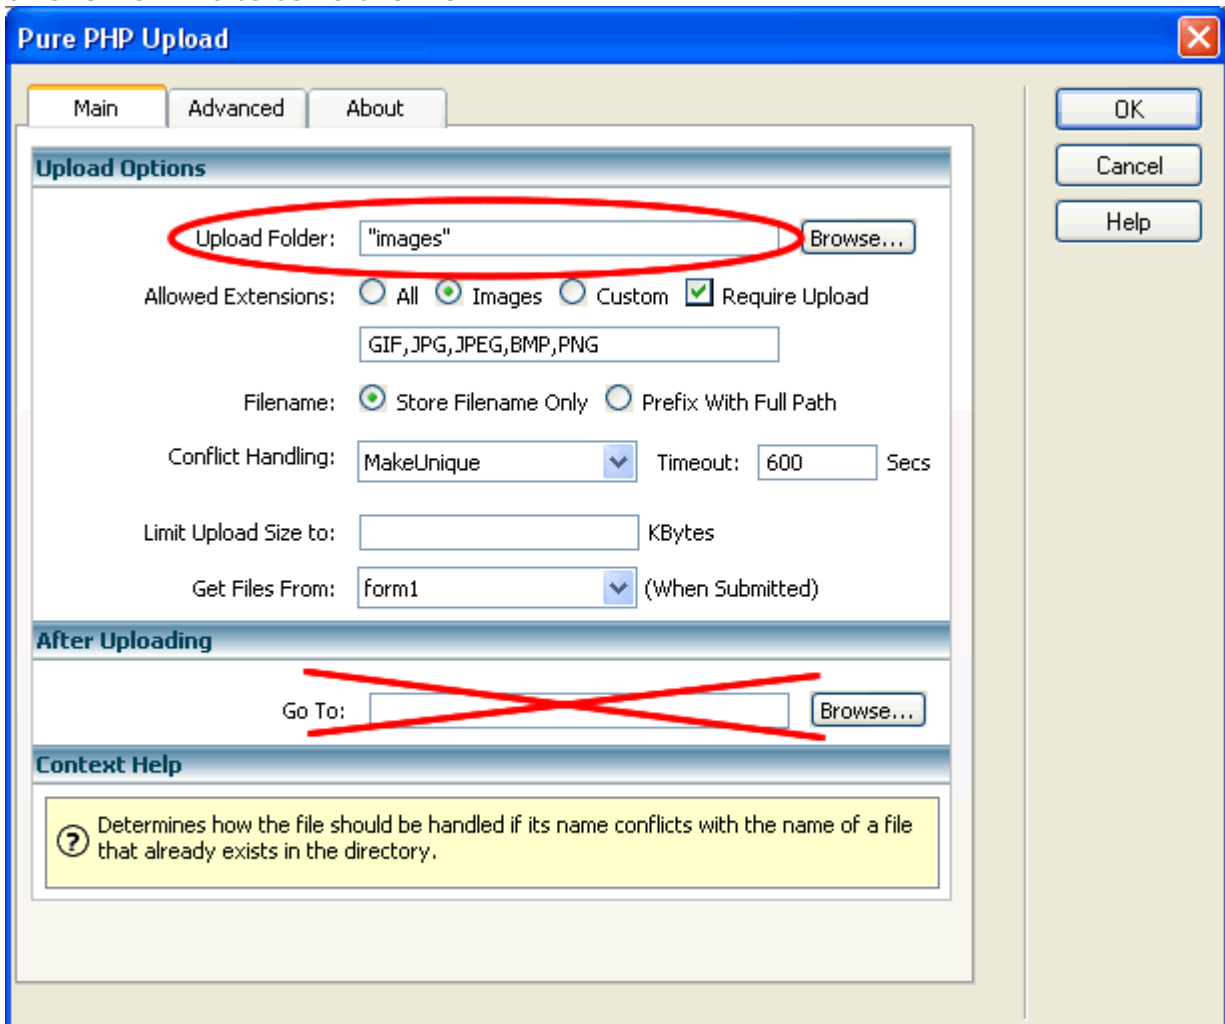 Pure PHP Upload
Main Advanced About
OK
Cancel
Help
Upload Options
Upload Folder: "images" Browse...
Allowed Extensions: All Images Custom Require Upload
GIF,JPG,JPEG,BMP,PNG
Filename: Store Filename Only Prefix With Full Path
Conflict Handling: MakeUnique Timeout: 600 Secs
Limit Upload Size to: KBytes
Get Files From: form1 (When Submitted)
After Uploading
Go To: Browse...
Context Help
Determines how the file should be handled if its name conflicts with the name of a file
that already exists in the directory.